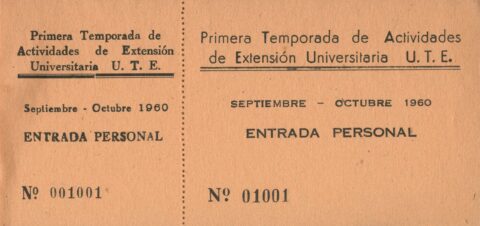 Primera Temporada de
Actividades de Extensión
Universitaria U. T. E.
Septiembre - Octubre 1960
ENTRADA PERSONAL
Nº 001001
Primera Temporada de Actividades
de Extensión Universitaria U. T. E.
SEPTIEMBRE - OCTUBRE 1960
ENTRADA PERSONAL
Nº 01001